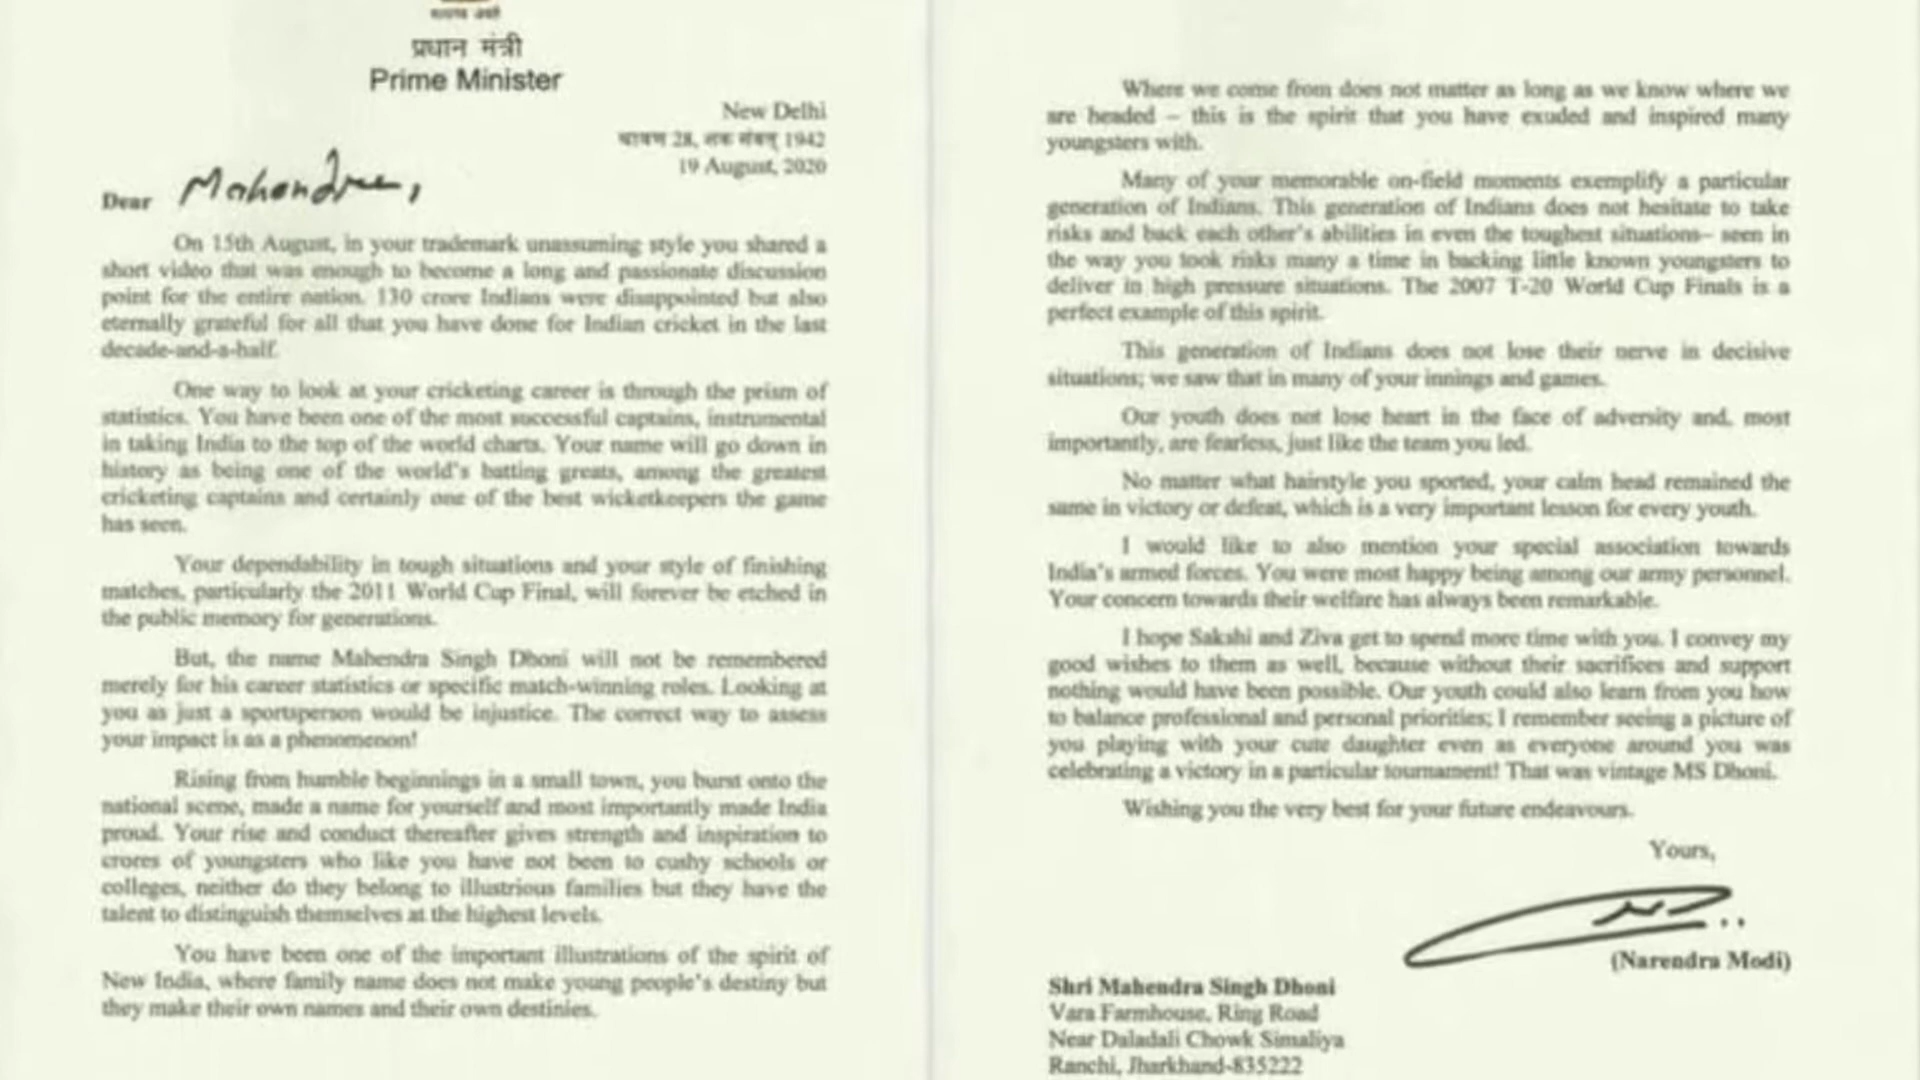 सत्यमेव जयते
प्रधान मंत्री
Prime Minister
New Delhi
श्रावण 28, शक संवत् 1942
19 August, 2020
Dear Mahendra,
On 15th August, in your trademark unassuming style you shared a
short video that was enough to become a long and passionate discussion
point for the entire nation. 130 crore Indians were disappointed but also
eternally grateful for all that you have done for Indian cricket in the last
decade-and-a-half.
One way to look at your cricketing career is through the prism of
statistics. You have been one of the most successful captains, instrumental
in taking India to the top of the world charts. Your name will go down in
history as being one of the world's batting greats, among the greatest
cricketing captains and certainly one of the best wicketkeepers the game
has seen.
Your dependability in tough situations and your style of finishing
matches, particularly the 2011 World Cup Final, will forever be etched in
the public memory for generations.
But, the name Mahendra Singh Dhoni will not be remembered
merely for his career statistics or specific match-winning roles. Looking at
you as just a sportsperson would be injustice. The correct way to assess
your impact is as a phenomenon!
Rising from humble beginnings in a small town, you burst onto the
national scene, made a name for yourself and most importantly made India
proud. Your rise and conduct thereafter gives strength and inspiration to
crores of youngsters who like you have not been to cushy schools or
colleges, neither do they belong to illustrious families but they have the
talent to distinguish themselves at the highest levels.
You have been one of the important illustrations of the spirit of
New India, where family name does not make young people's destiny but
they make their own names and their own destinies.
Where we come from does not matter as long as we know where we
are headed – this is the spirit that you have exuded and inspired many
youngsters with.
Many of your memorable on-field moments exemplify a particular
generation of Indians. This generation of Indians does not hesitate to take
risks and back each other's abilities in even the toughest situations– seen in
the way you took risks many a time in backing little known youngsters to
deliver in high pressure situations. The 2007 T-20 World Cup Finals is a
perfect example of this spirit.
This generation of Indians does not lose their nerve in decisive
situations; we saw that in many of your innings and games.
Our youth does not lose heart in the face of adversity and, most
importantly, are fearless, just like the team you led.
No matter what hairstyle you sported, your calm head remained the
same in victory or defeat, which is a very important lesson for every youth.
I would like to also mention your special association towards
India's armed forces. You were most happy being among our army personnel.
Your concern towards their welfare has always been remarkable.
I hope Sakshi and Ziva get to spend more time with you. I convey my
good wishes to them as well, because without their sacrifices and support
nothing would have been possible. Our youth could also learn from you how
to balance professional and personal priorities; I remember seeing a picture of
you playing with your cute daughter even as everyone around you was
celebrating a victory in a particular tournament! That was vintage MS Dhoni.
Wishing you the very best for your future endeavours.
Yours,
(Narendra Modi)
Shri Mahendra Singh Dhoni
Vara Farmhouse, Ring Road
Near Daladali Chowk Simaliya
Ranchi, Jharkhand-835222